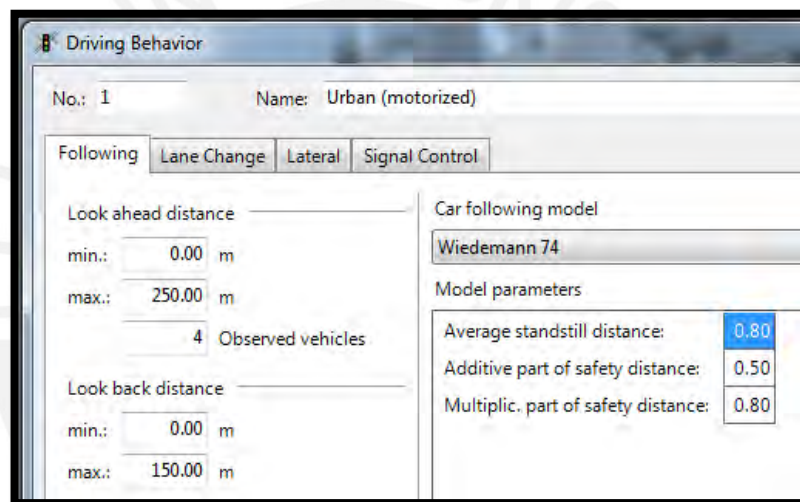 Driving Behavior
No.: 1 Name: Urban (motorized)
Following Lane Change Lateral Signal Control
Look ahead distance
min.: 0.00 m
max.: 250.00 m
4 Observed vehicles
Look back distance
min.: 0.00 m
max.: 150.00 m
Car following model
Wiedemann 74
Model parameters
Average standstill distance: 0.80
Additive part of safety distance: 0.50
Multiplic. part of safety distance: 0.80